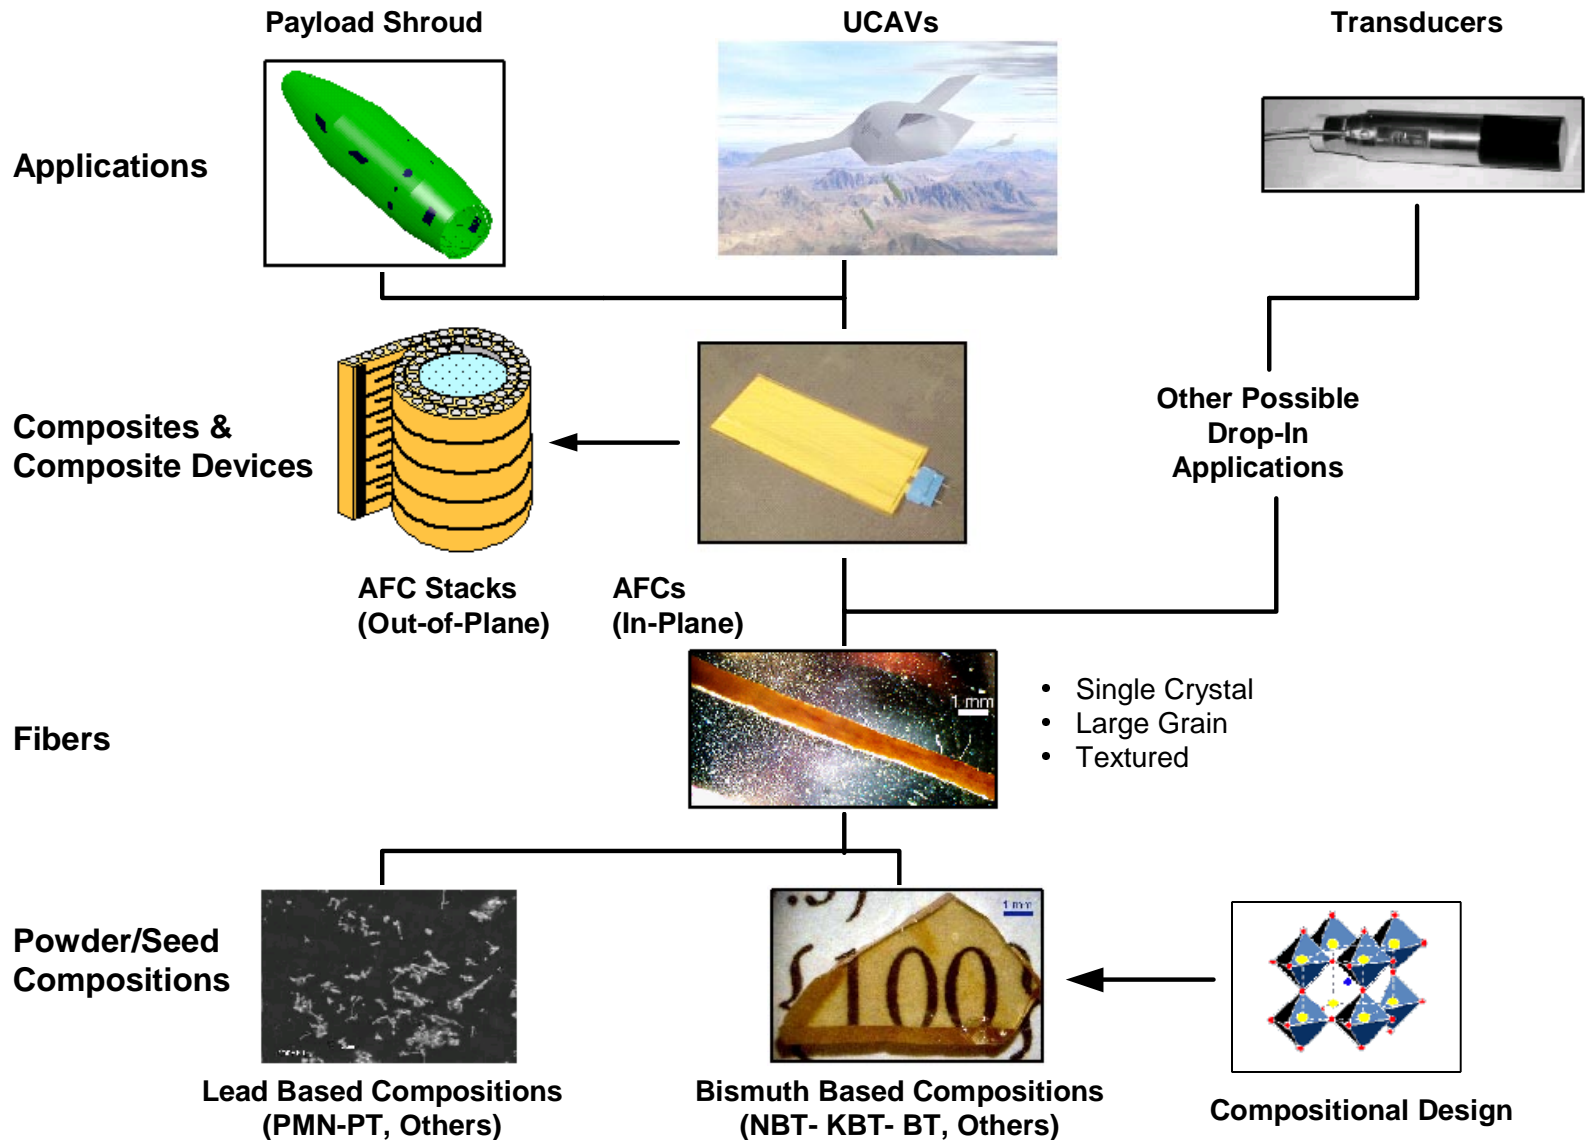 Payload Shroud
UCAVs
Transducers
Applications
Composites &
Composite Devices
Other Possible
Drop-In
Applications
AFC Stacks
(Out-of-Plane)
AFCs
(In-Plane)
1 mm
• Single Crystal
• Large Grain
• Textured
Fibers
Powder/Seed
Compositions
1 mm
100
Lead Based Compositions
(PMN-PT, Others)
Bismuth Based Compositions
(NBT- KBT- BT, Others)
Compositional Design